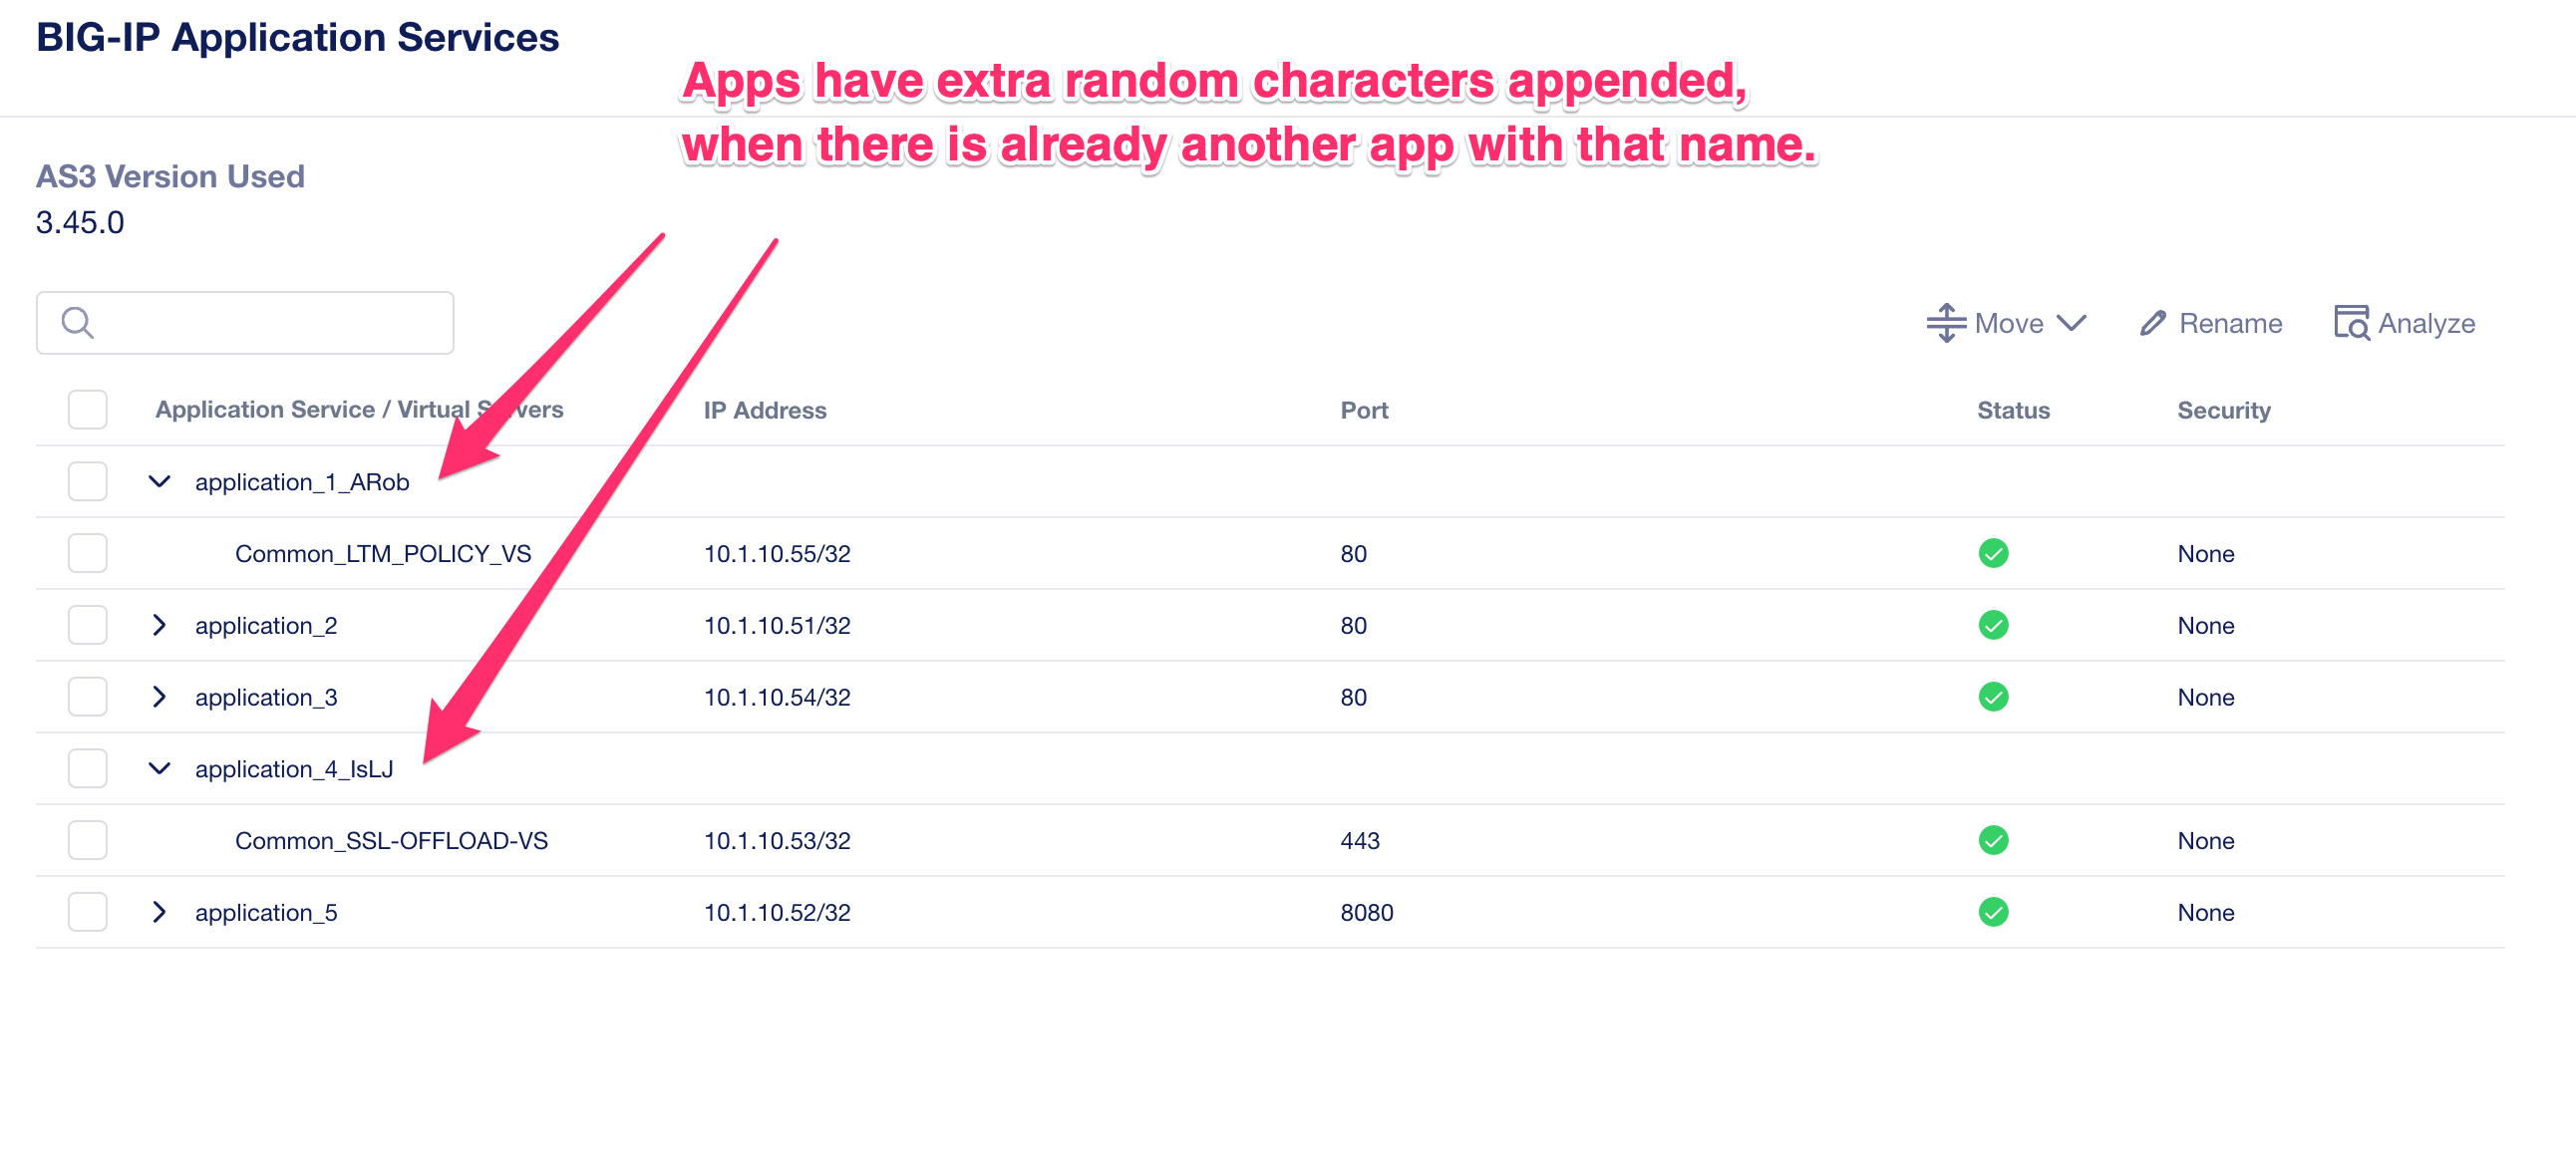 BIG-IP Application Services
Apps have extra random characters appended,
when there is already another app with that name.
AS3 Version Used
3.45.0
Move Rename Analyze
Application Service / Virtual Servers IP Address Port Status Security
application_1_ARob
Common_LTM_POLICY_VS 10.1.10.55/32 80 None
application_2 10.1.10.51/32 80 None
application_3 10.1.10.54/32 80 None
application_4_IsLJ
Common_SSL-OFFLOAD-VS 10.1.10.53/32 443 None
application_5 10.1.10.52/32 8080 None